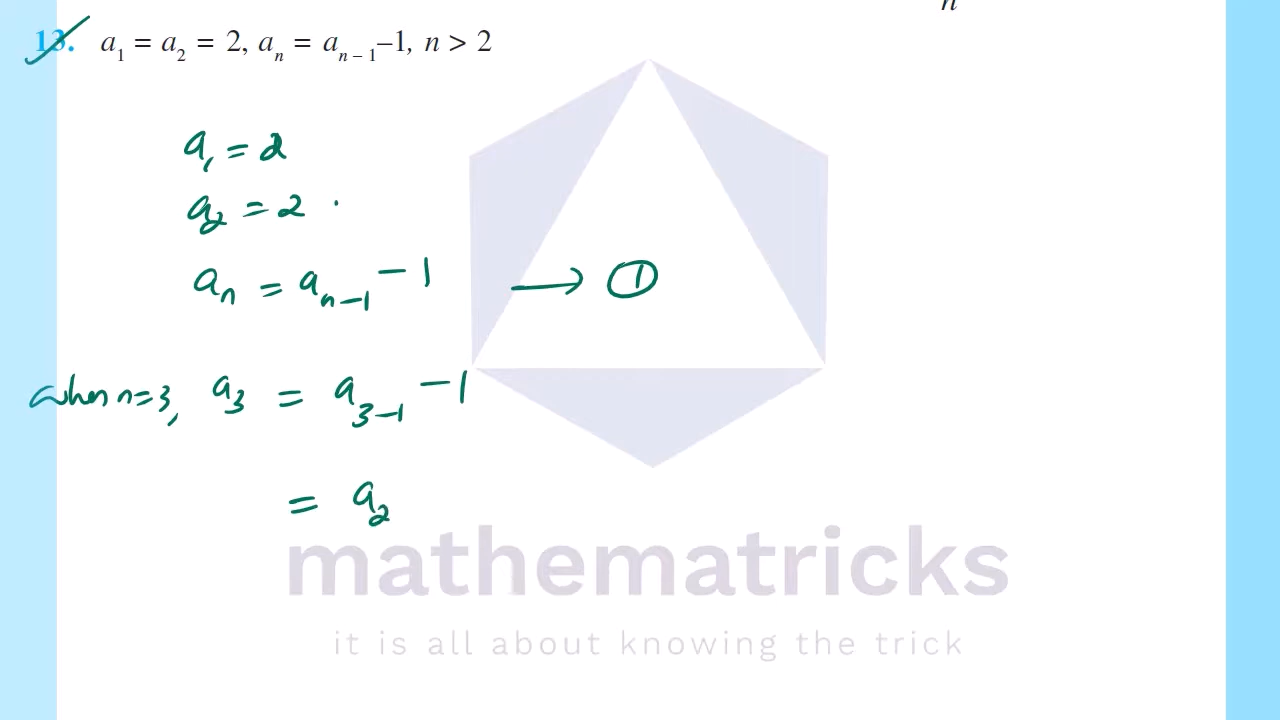 n
13. a₁ = a₂ = 2, aₙ = aₙ₋₁–1, n > 2
a₁ = 2
a₂ = 2
aₙ = aₙ₋₁ - 1 → ①
when n=3, a₃ = a₃₋₁ - 1
= a₂
mathematricks
it is all about knowing the trick